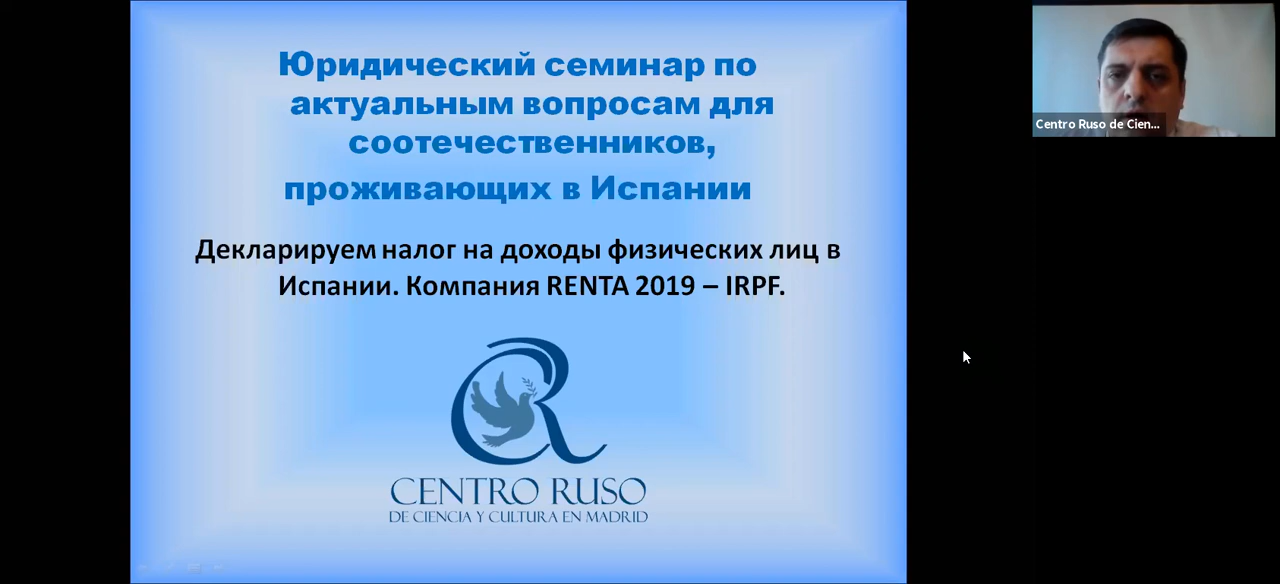 Юридический семинар по
актуальным вопросам для
соотечественников,
проживающих в Испании
Декларируем налог на доходы физических лиц в
Испании. Компания RENTA 2019 – IRPF.
CENTRO RUSO
DE CIENCIA Y CULTURA EN MADRID
Centro Ruso de Cien...